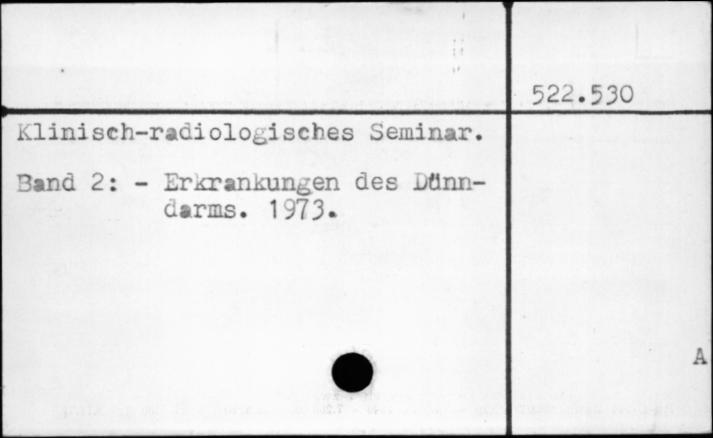 522.530
Klinisch-radiologisches Seminar.
Band 2: - Erkrankungen des Dünn-
darms. 1973.
A